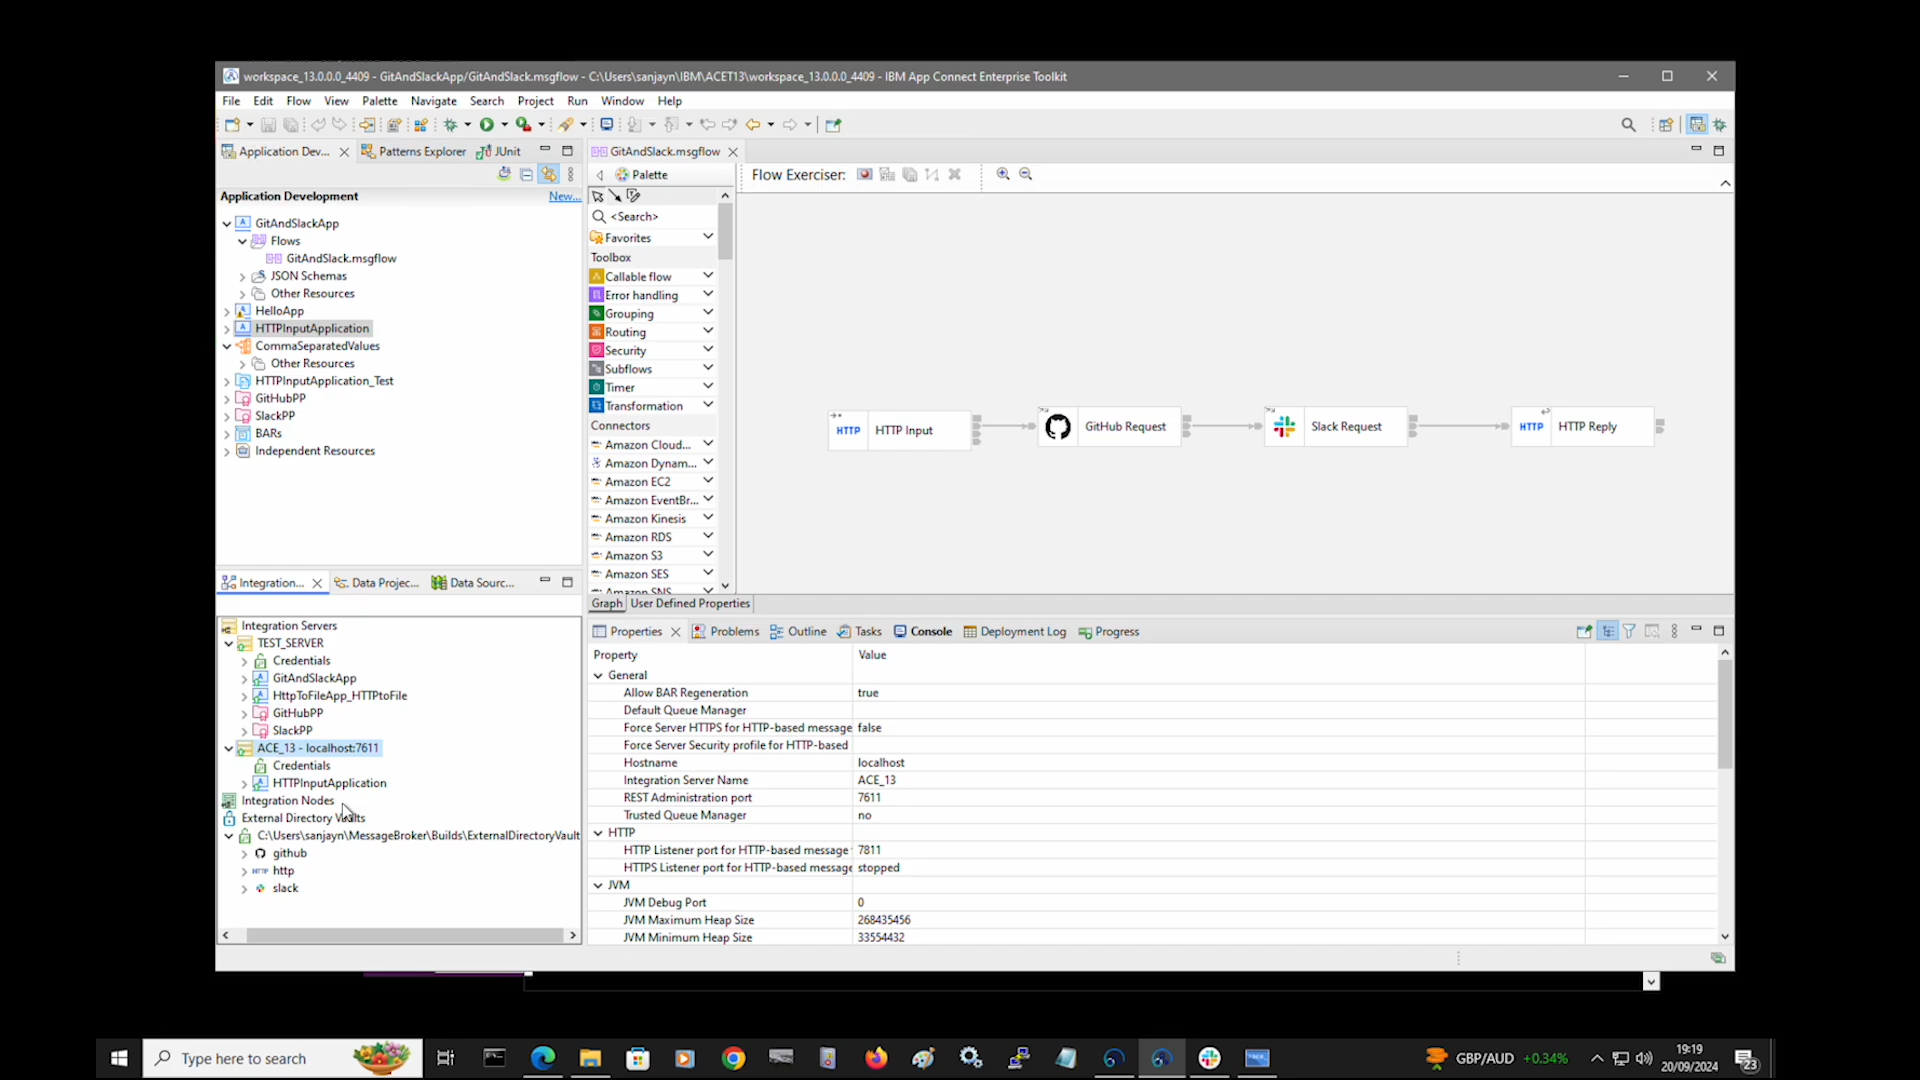 workspace_13.0.0.0_4409 - GitAndSlackApp/GitAndSlack.msgflow - C:\Users\sanjayn\IBM\ACET13\workspace_13.0.0.0_4409 - IBM App Connect Enterprise Toolkit
File Edit Flow View Palette Navigate Search Project Run Window Help
Application Dev... Patterns Explorer JUnit
Application Development New...
GitAndSlackApp
Flows
GitAndSlack.msgflow
JSON Schemas
Other Resources
HelloApp
HTTPInputApplication
CommaSeparatedValues
Other Resources
HTTPInputApplication_Test
GitHubPP
SlackPP
BARs
Independent Resources
Integration... Data Projec... Data Sourc...
Integration Servers
TEST_SERVER
Credentials
GitAndSlackApp
HttpToFileApp_HTTPtoFile
GitHubPP
SlackPP
ACE_13 - localhost:7611
Credentials
HTTPInputApplication
Integration Nodes
External Directory Vaults
C:\Users\sanjayn\MessageBroker\Builds\ExternalDirectoryVault
github
HTTP http
slack
GitAndSlack.msgflow
Palette
<Search>
Favorites
Toolbox
Callable flow
Error handling
Grouping
Routing
Security
Subflows
Timer
Transformation
Connectors
Amazon Cloud...
Amazon Dynam...
Amazon EC2
Amazon EventBr...
Amazon Kinesis
Amazon RDS
Amazon S3
Amazon SES
Amazon SNS
Flow Exerciser:
HTTP HTTP Input
GitHub Request
Slack Request
HTTP HTTP Reply
Graph User Defined Properties
Properties Problems Outline Tasks Console Deployment Log Progress
Property Value
General
Allow BAR Regeneration true
Default Queue Manager
Force Server HTTPS for HTTP-based message false
Force Server Security profile for HTTP-based
Hostname localhost
Integration Server Name ACE_13
REST Administration port 7611
Trusted Queue Manager no
HTTP
HTTP Listener port for HTTP-based message 7811
HTTPS Listener port for HTTP-based message stopped
JVM
JVM Debug Port 0
JVM Maximum Heap Size 268435456
JVM Minimum Heap Size 33554432
Type here to search
GBP/AUD +0.34%
19:19
20/09/2024
23